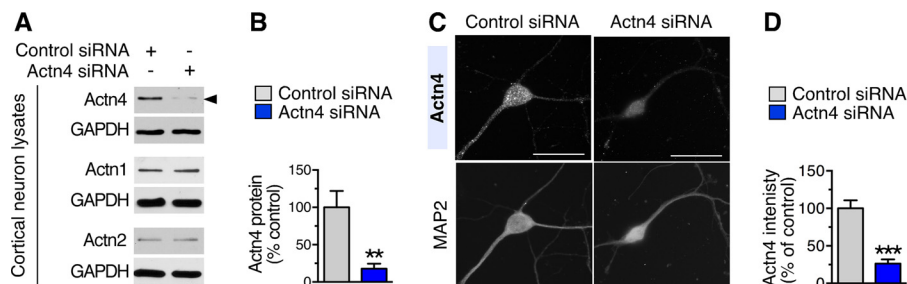 A
Control siRNA + -
Actn4 siRNA - +
Cortical neuron lysates
Actn4
GAPDH
Actn1
GAPDH
Actn2
GAPDH
B
Control siRNA
Actn4 siRNA
Actn4 protein
(% control)
150
100
50
0
**
C
Control siRNA
Actn4 siRNA
Actn4
MAP2
D
Control siRNA
Actn4 siRNA
Actn4 intenisty
(% of control)
150
100
50
0
***